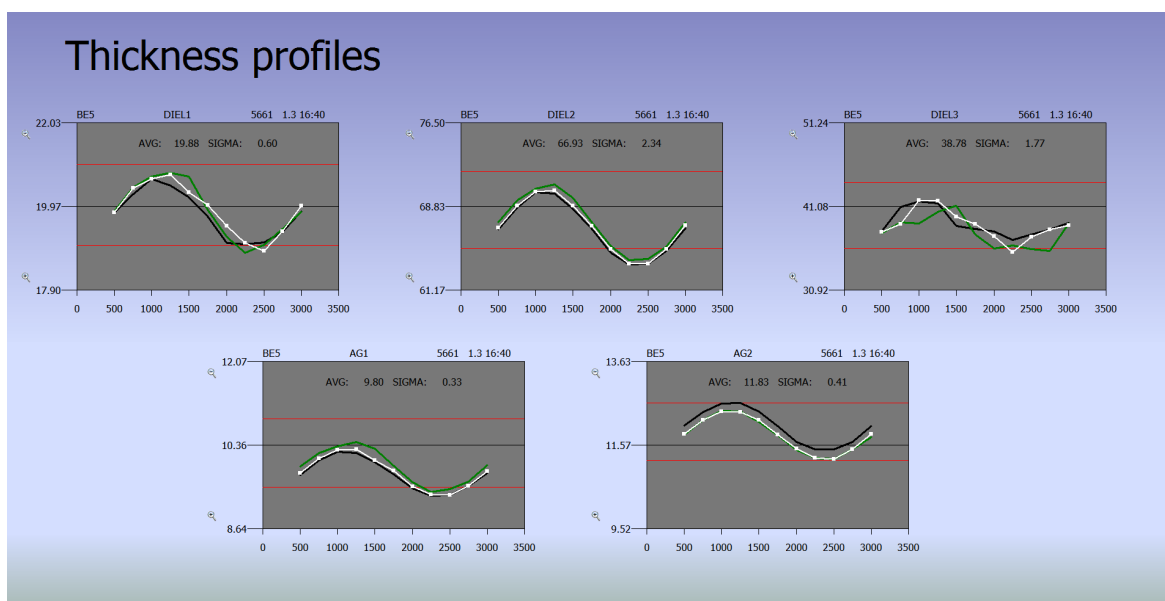 Thickness profiles
BE5 DIEL1 5661 1.3 16:40
22.03
AVG: 19.88 SIGMA: 0.60
19.97
17.90
0 500 1000 1500 2000 2500 3000 3500
BE5 DIEL2 5661 1.3 16:40
76.50
AVG: 66.93 SIGMA: 2.34
68.83
61.17
0 500 1000 1500 2000 2500 3000 3500
BE5 DIEL3 5661 1.3 16:40
51.24
AVG: 38.78 SIGMA: 1.77
41.08
30.92
0 500 1000 1500 2000 2500 3000 3500
BE5 AG1 5661 1.3 16:40
12.07
AVG: 9.80 SIGMA: 0.33
10.36
8.64
0 500 1000 1500 2000 2500 3000 3500
BE5 AG2 5661 1.3 16:40
13.63
AVG: 11.83 SIGMA: 0.41
11.57
9.52
0 500 1000 1500 2000 2500 3000 3500